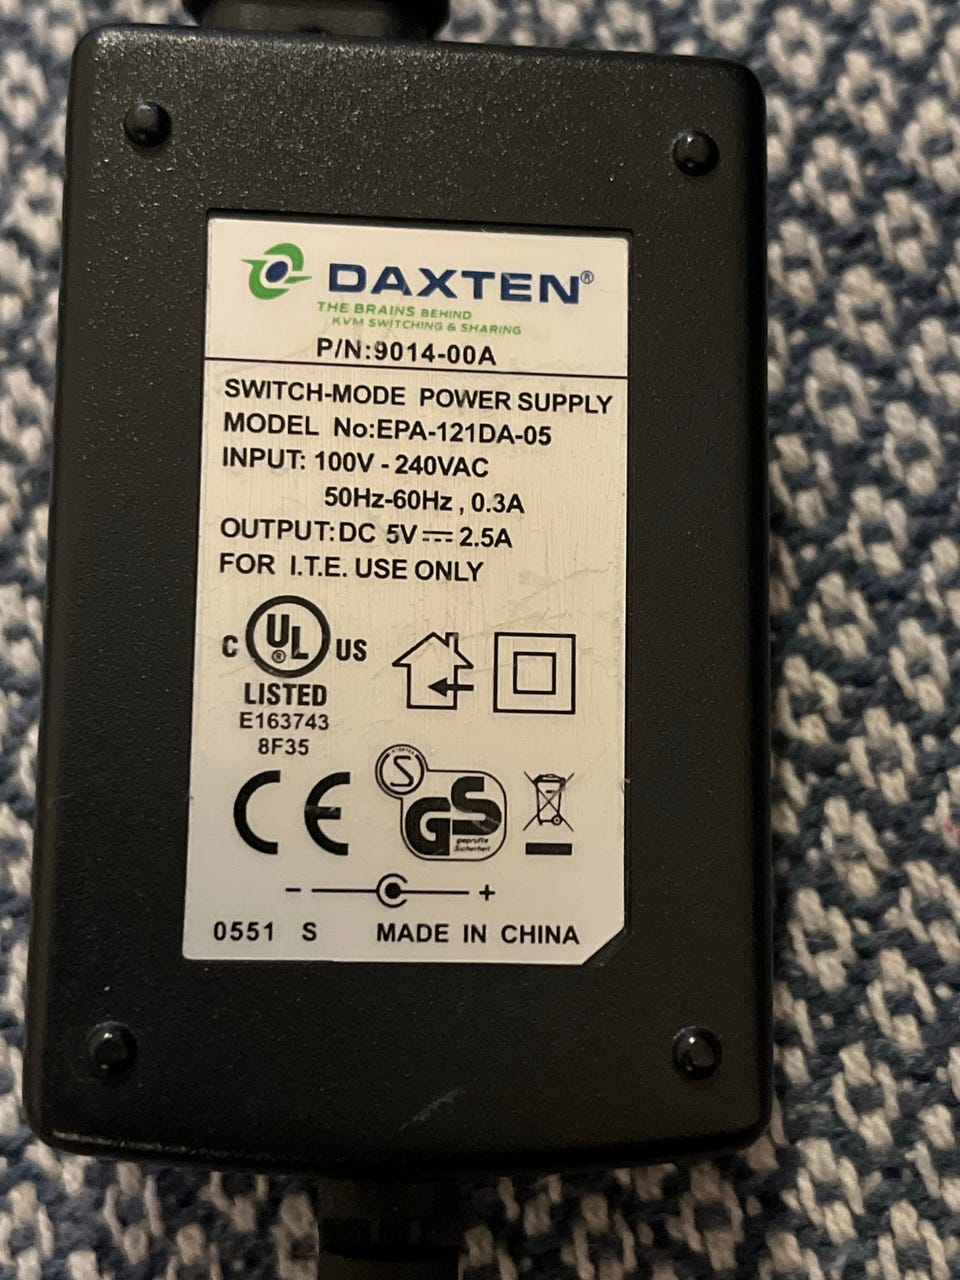 DAXTEN®
THE BRAINS BEHIND
KVM SWITCHING & SHARING
P/N:9014-00A
SWITCH-MODE POWER SUPPLY
MODEL No:EPA-121DA-05
INPUT: 100V - 240VAC
50Hz-60Hz , 0.3A
OUTPUT:DC 5V⎓2.5A
FOR I.T.E. USE ONLY
C UL® US
LISTED
E163743
8F35
CE
S
GS
geprüfte
Sicherheit
- +
0551 S MADE IN CHINA